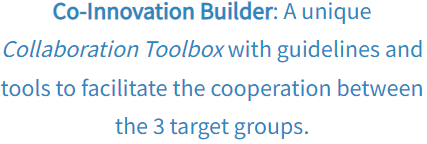 Co-Innovation Builder: A unique
Collaboration Toolbox with guidelines and
tools to facilitate the cooperation between
the 3 target groups.